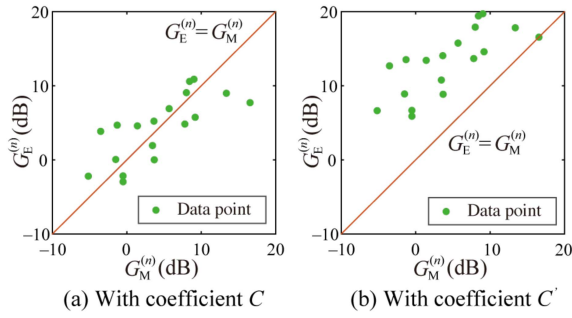 20
10
0
−10
−10
0
10
20
G_E^(n) (dB)
G_M^(n) (dB)
G_E^(n) = G_M^(n)
Data point
(a) With coefficient C
20
10
0
−10
−10
0
10
20
G_E^(n) (dB)
G_M^(n) (dB)
G_E^(n) = G_M^(n)
Data point
(b) With coefficient C'